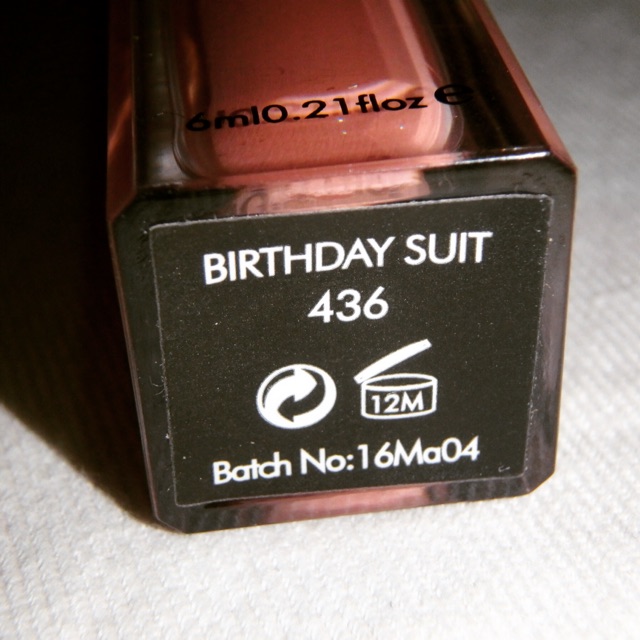 6ml0.21floz e
BIRTHDAY SUIT
436
12M
Batch No:16Ma04